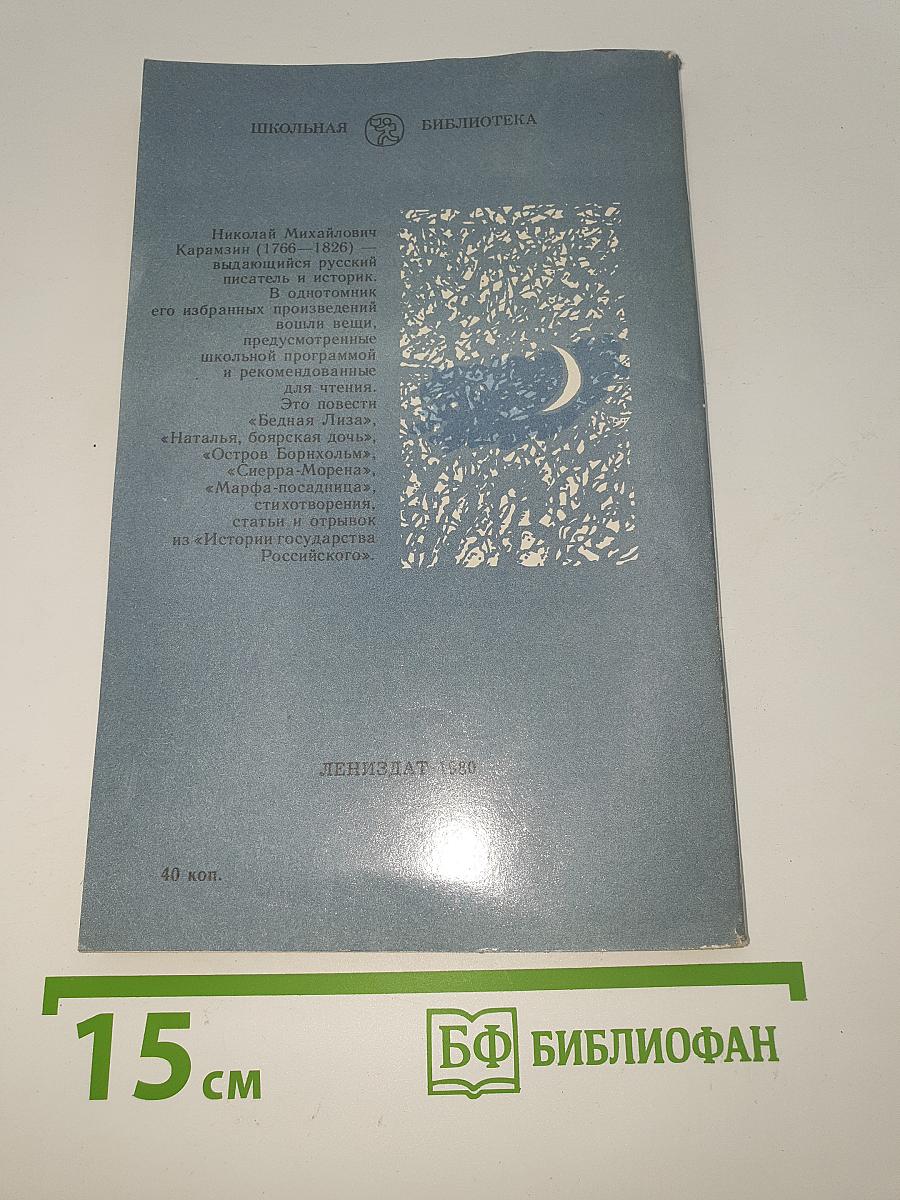 ШКОЛЬНАЯ БИБЛИОТЕКА
Николай Михайлович
Карамзин (1766—1826) —
выдающийся русский
писатель и историк.
В однотомник
его избранных произведений
вошли вещи,
предусмотренные
школьной программой
и рекомендованные
для чтения.
Это повести
«Бедная Лиза»,
«Наталья, боярская дочь»,
«Остров Борнхольм»,
«Сиерра-Морена»,
«Марфа-посадница»,
стихотворения,
статьи и отрывок
из «Истории государства
Российского».
ЛЕНИЗДАТ 1980
40 коп.
15 см
БФ БИБЛИОФАН